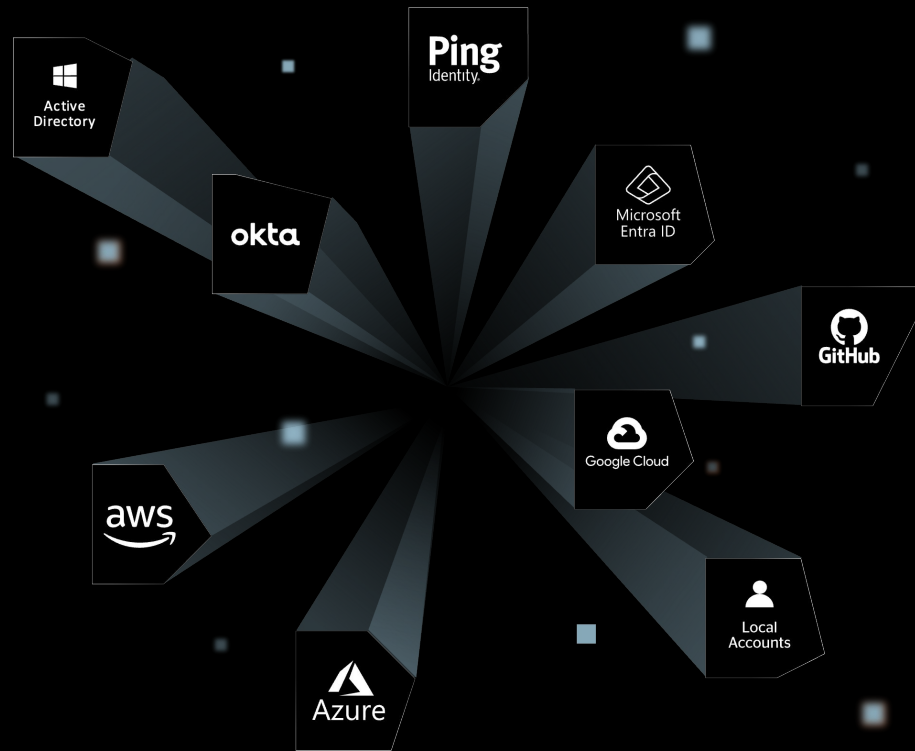 Ping
Identity®
Active
Directory
Microsoft
Entra ID
okta
GitHub
Google Cloud
aws
Local
Accounts
Azure